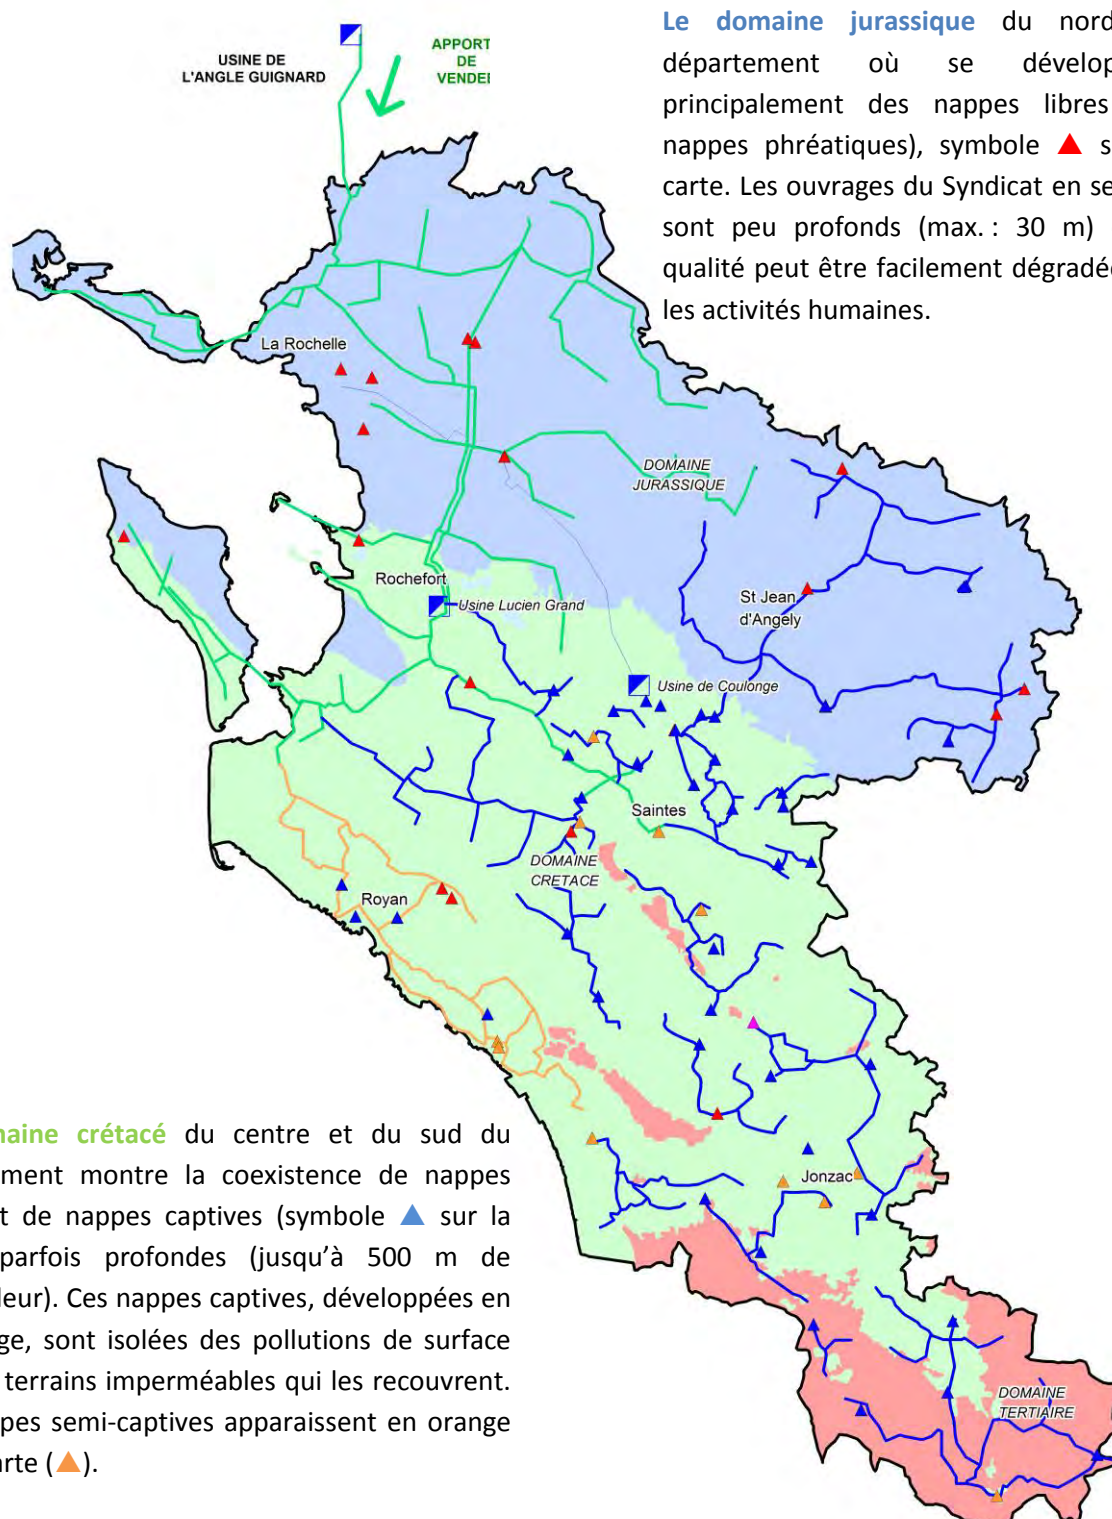 Le domaine jurassique du nord
département où se dévelop
principalement des nappes libres
nappes phréatiques), symbole ▲ s
carte. Les ouvrages du Syndicat en se
sont peu profonds (max. : 30 m)
qualité peut être facilement dégradée
les activités humaines.
USINE DE
L'ANGLE GUIGNARD
APPORT
DE
VENDEE
La Rochelle
DOMAINE
JURASSIQUE
Rochefort
Usine Lucien Grand
St Jean
d'Angely
Usine de Coulonge
Saintes
DOMAINE
CRETACE
Royan
Jonzac
DOMAINE
TERTIAIRE
maine crétacé du centre et du sud du
ment montre la coexistence de nappes
t de nappes captives (symbole ▲ sur la
parfois profondes (jusqu'à 500 m de
leur). Ces nappes captives, développées en
ge, sont isolées des pollutions de surface
terrains imperméables qui les recouvrent.
pes semi-captives apparaissent en orange
arte (▲).